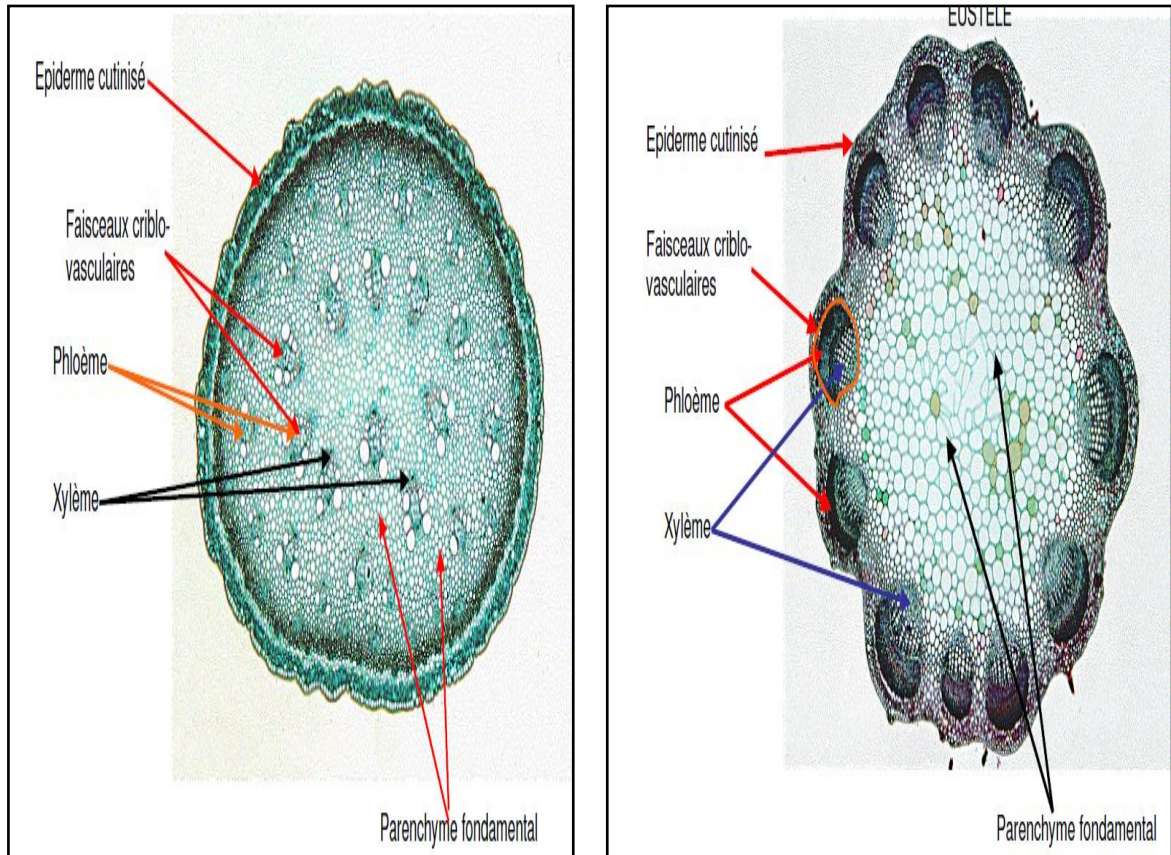 Epiderme cutinisé
Faisceaux criblo-
vasculaires
Phloème
Xylème
Parenchyme fondamental
EUSTELE
Epiderme cutinisé
Faisceaux criblo-
vasculaires
Phloème
Xylème
Parenchyme fondamental